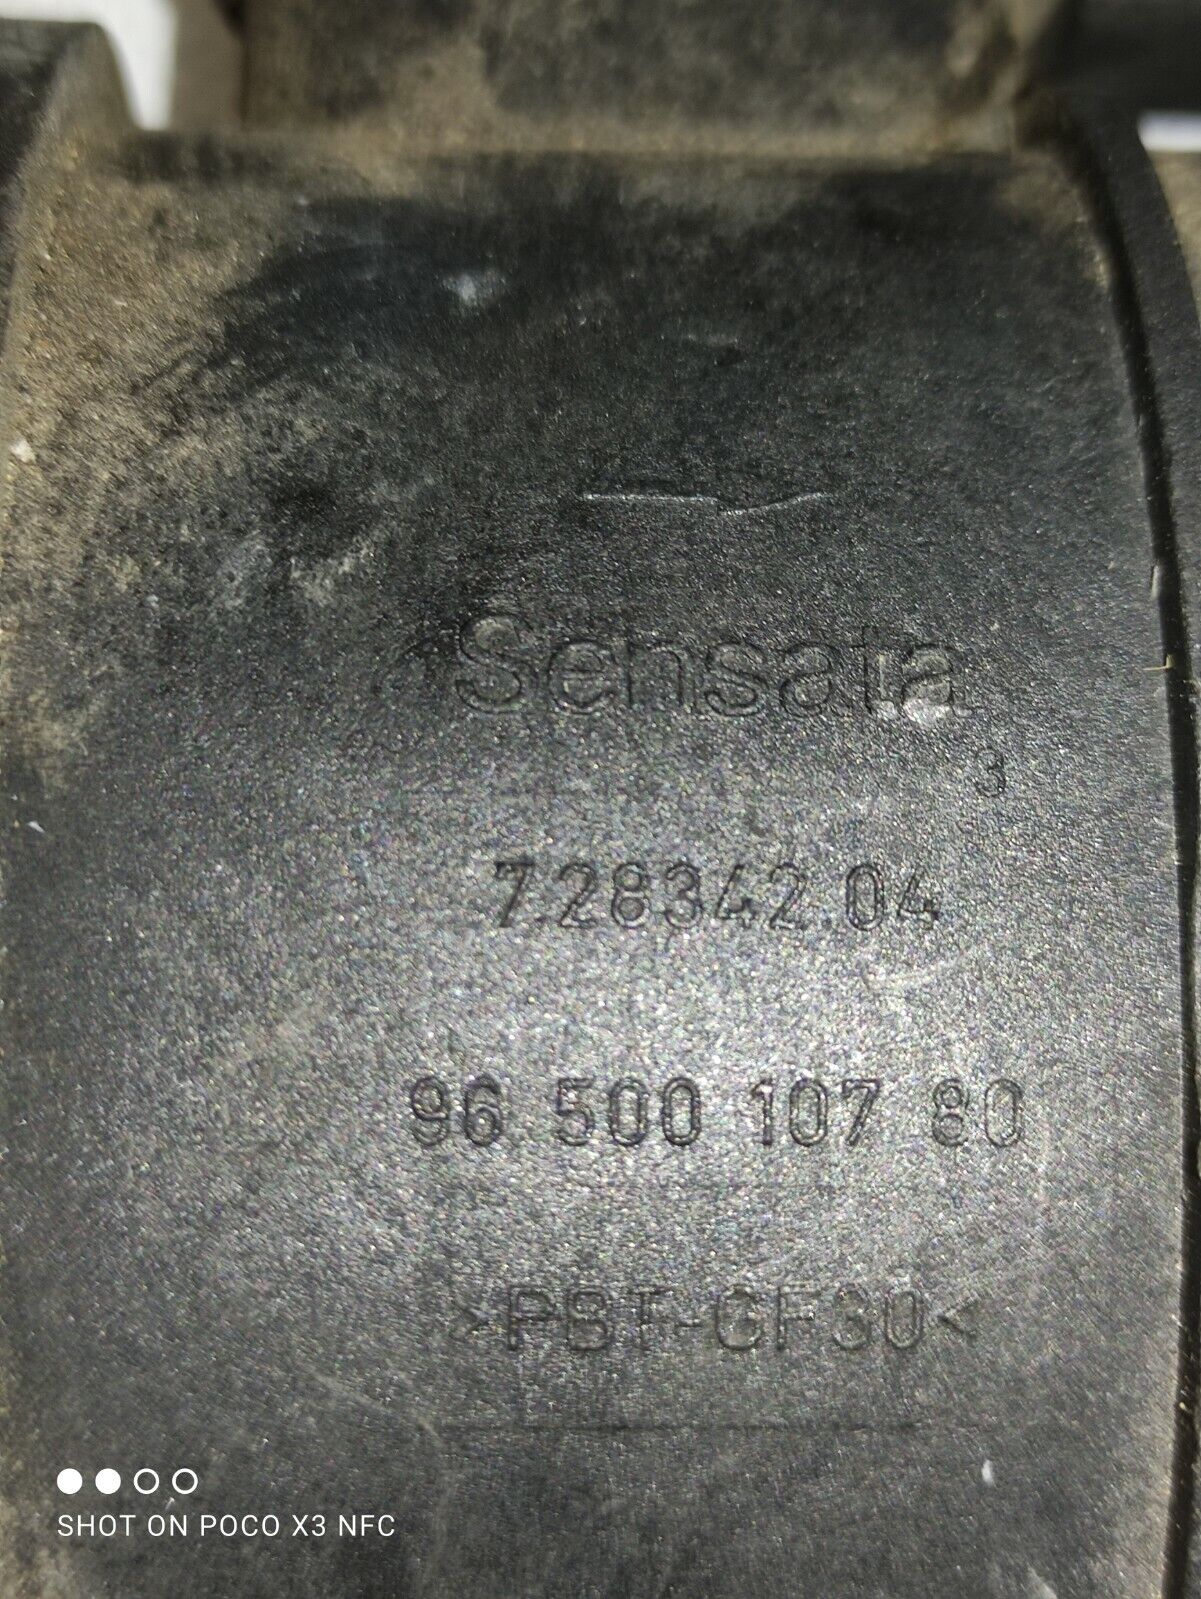 Sensata
3
7.28342.04
96 500 107 80
>PBT-GF30<
SHOT ON POCO X3 NFC